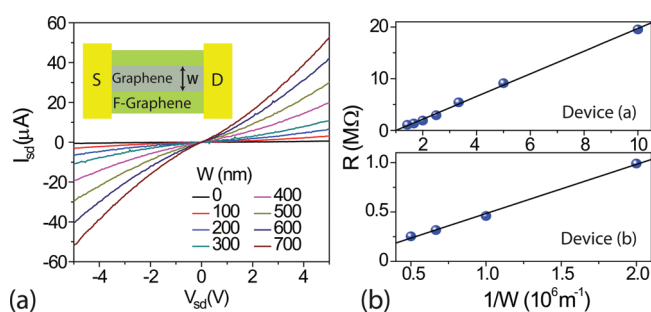 (a)
60
40
20
0
-20
-40
-60
I_sd(μA)
S
D
Graphene
W
F-Graphene
W (nm)
0
400
100
500
200
600
300
700
-4
-2
0
2
4
V_sd(V)
(a)
(b)
20
10
0
Device (a)
2
4
6
8
10
R (MΩ)
1.0
0.5
0.0
Device (b)
0.5
1.0
1.5
2.0
1/W (10⁶m⁻¹)
(b)